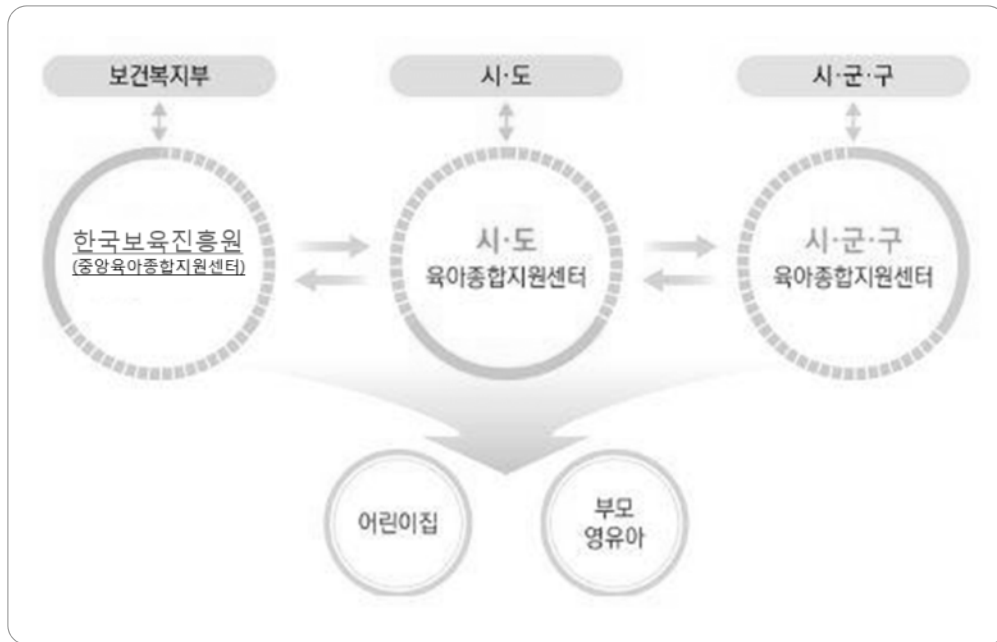 보건복지부
시·도
시·군·구
한국보육진흥원
(중앙육아종합지원센터)
시·도
육아종합지원센터
시·군·구
육아종합지원센터
어린이집
부모
영유아